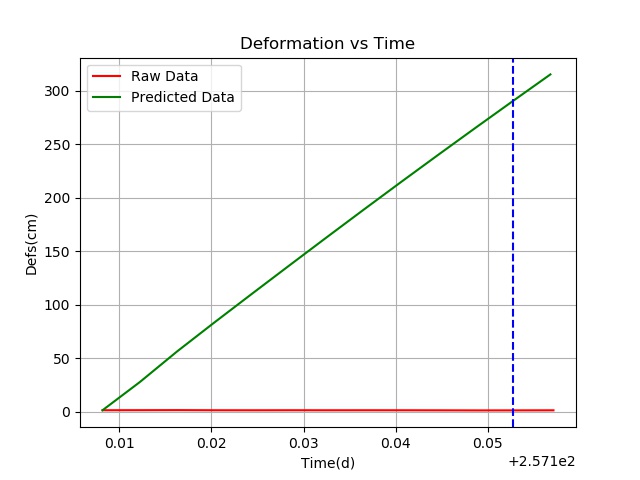 Deformation vs Time
Raw Data
Predicted Data
300
250
200
150
100
50
0
Defs(cm)
0.01 0.02 0.03 0.04 0.05
Time(d)
+2.571e2